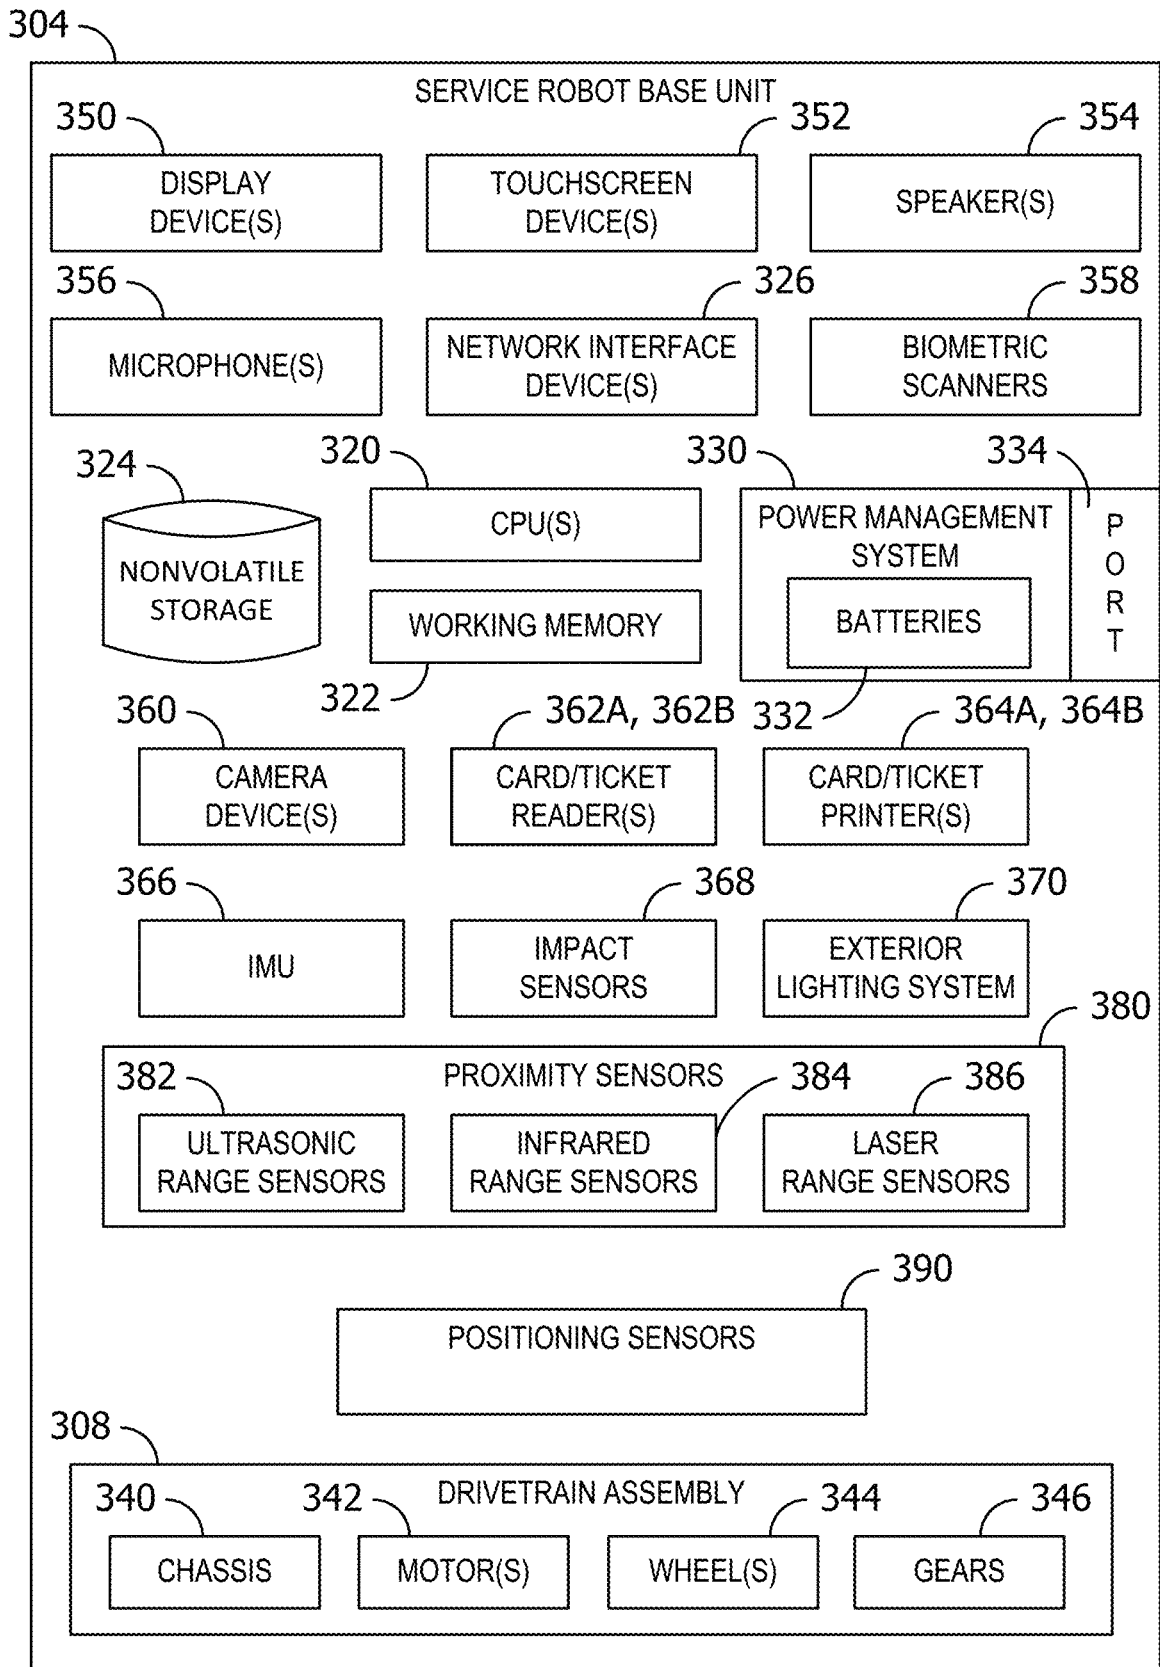 304
SERVICE ROBOT BASE UNIT
350
352
354
DISPLAY
DEVICE(S)
TOUCHSCREEN
DEVICE(S)
SPEAKER(S)
356
326
358
MICROPHONE(S)
NETWORK INTERFACE
DEVICE(S)
BIOMETRIC
SCANNERS
324
320
330
334
NONVOLATILE
STORAGE
CPU(S)
WORKING MEMORY
322
POWER MANAGEMENT
SYSTEM
BATTERIES
332
P
O
R
T
360
362A, 362B
364A, 364B
CAMERA
DEVICE(S)
CARD/TICKET
READER(S)
CARD/TICKET
PRINTER(S)
366
368
370
IMU
IMPACT
SENSORS
EXTERIOR
LIGHTING SYSTEM
380
PROXIMITY SENSORS
382
384
386
ULTRASONIC
RANGE SENSORS
INFRARED
RANGE SENSORS
LASER
RANGE SENSORS
390
POSITIONING SENSORS
308
DRIVETRAIN ASSEMBLY
340
342
344
346
CHASSIS
MOTOR(S)
WHEEL(S)
GEARS